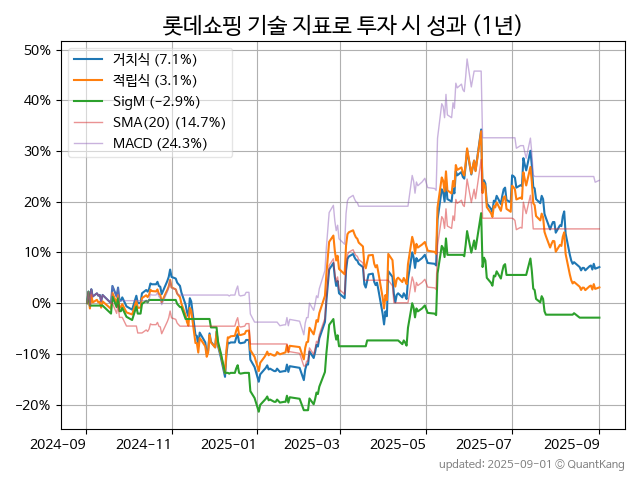 롯데쇼핑 기술 지표로 투자 시 성과 (1년)
50%
40%
30%
20%
10%
0%
−10%
−20%
거치식 (7.1%)
적립식 (3.1%)
SigM (−2.9%)
SMA(20) (14.7%)
MACD (24.3%)
2024-09 2024-11 2025-01 2025-03 2025-05 2025-07 2025-09
updated: 2025-09-01 © QuantKang